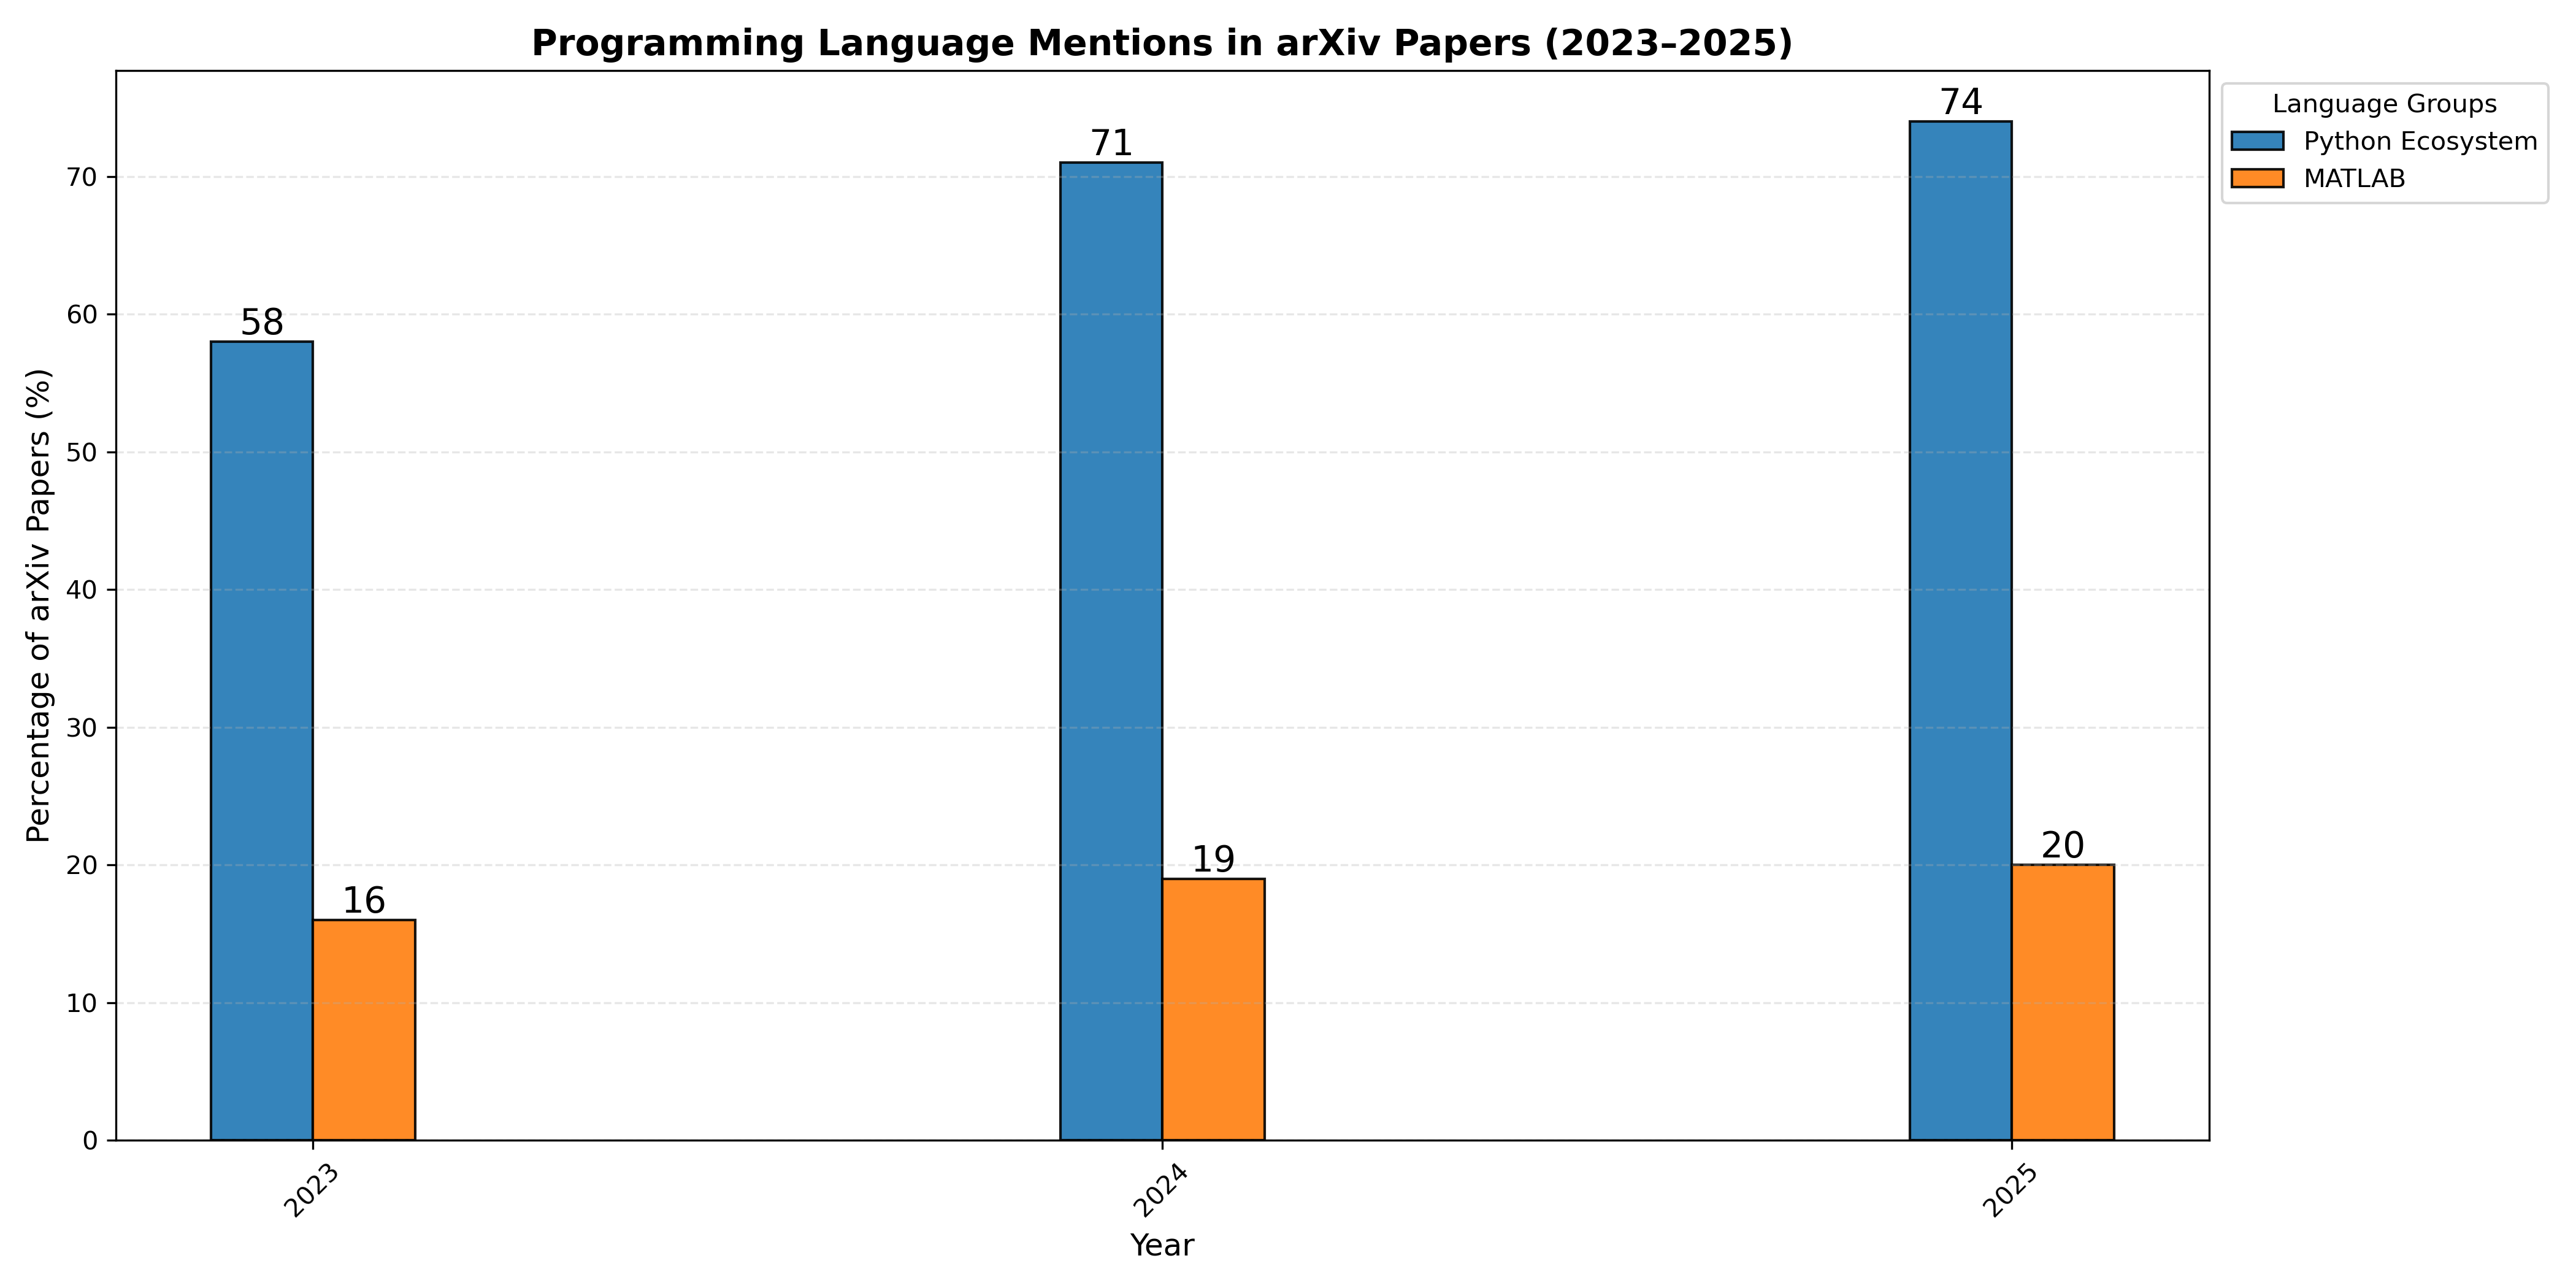 Programming Language Mentions in arXiv Papers (2023–2025)
Language Groups
Python Ecosystem
MATLAB
Percentage of arXiv Papers (%)
70
60
50
40
30
20
10
0
58
16
71
19
74
20
2023
2024
2025
Year